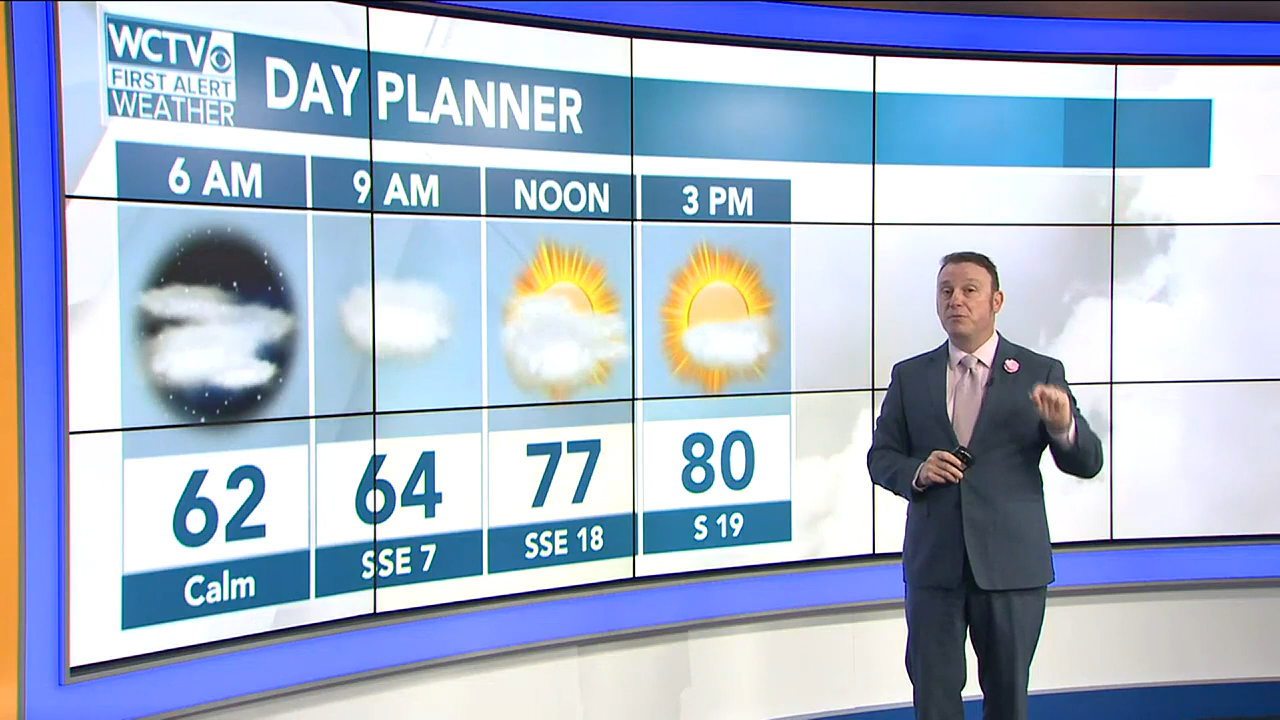 WCTV
FIRST ALERT
WEATHER
DAY PLANNER
6 AM
9 AM
NOON
3 PM
62
64
77
80
Calm
SSE 7
SSE 18
S 19